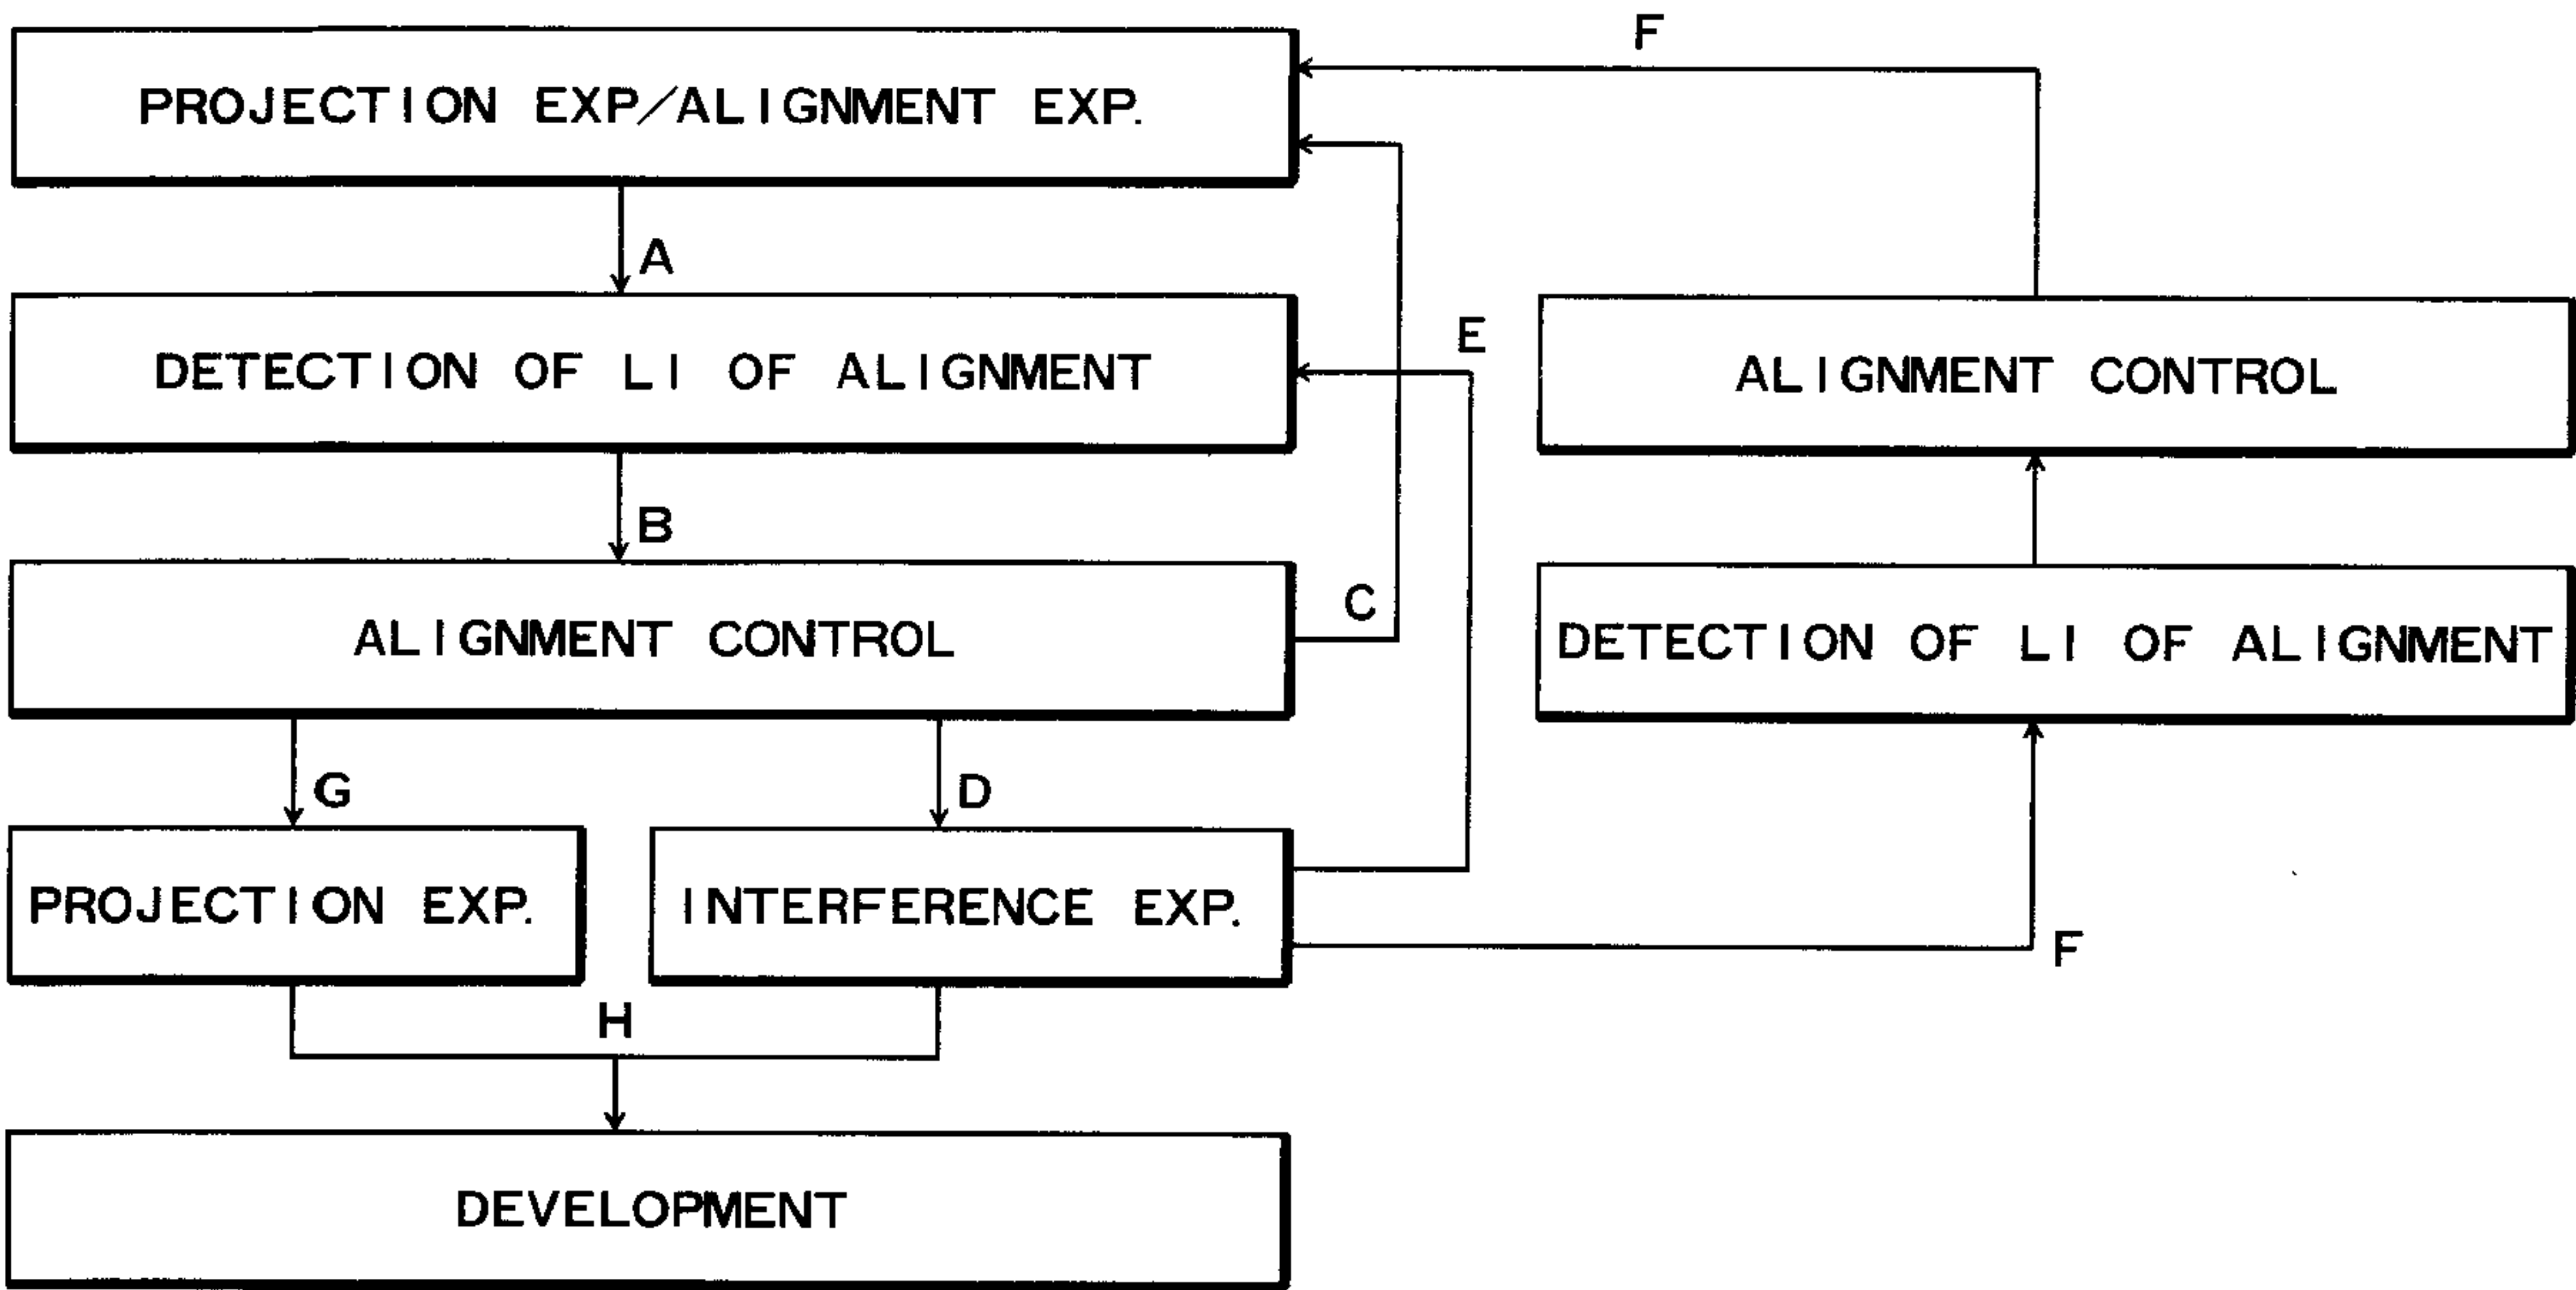 F
PROJECTION EXP/ALIGNMENT EXP.
A
E
DETECTION OF LI OF ALIGNMENT
ALIGNMENT CONTROL
B
C
ALIGNMENT CONTROL
DETECTION OF LI OF ALIGNMENT
G
D
PROJECTION EXP.
INTERFERENCE EXP.
F
H
DEVELOPMENT